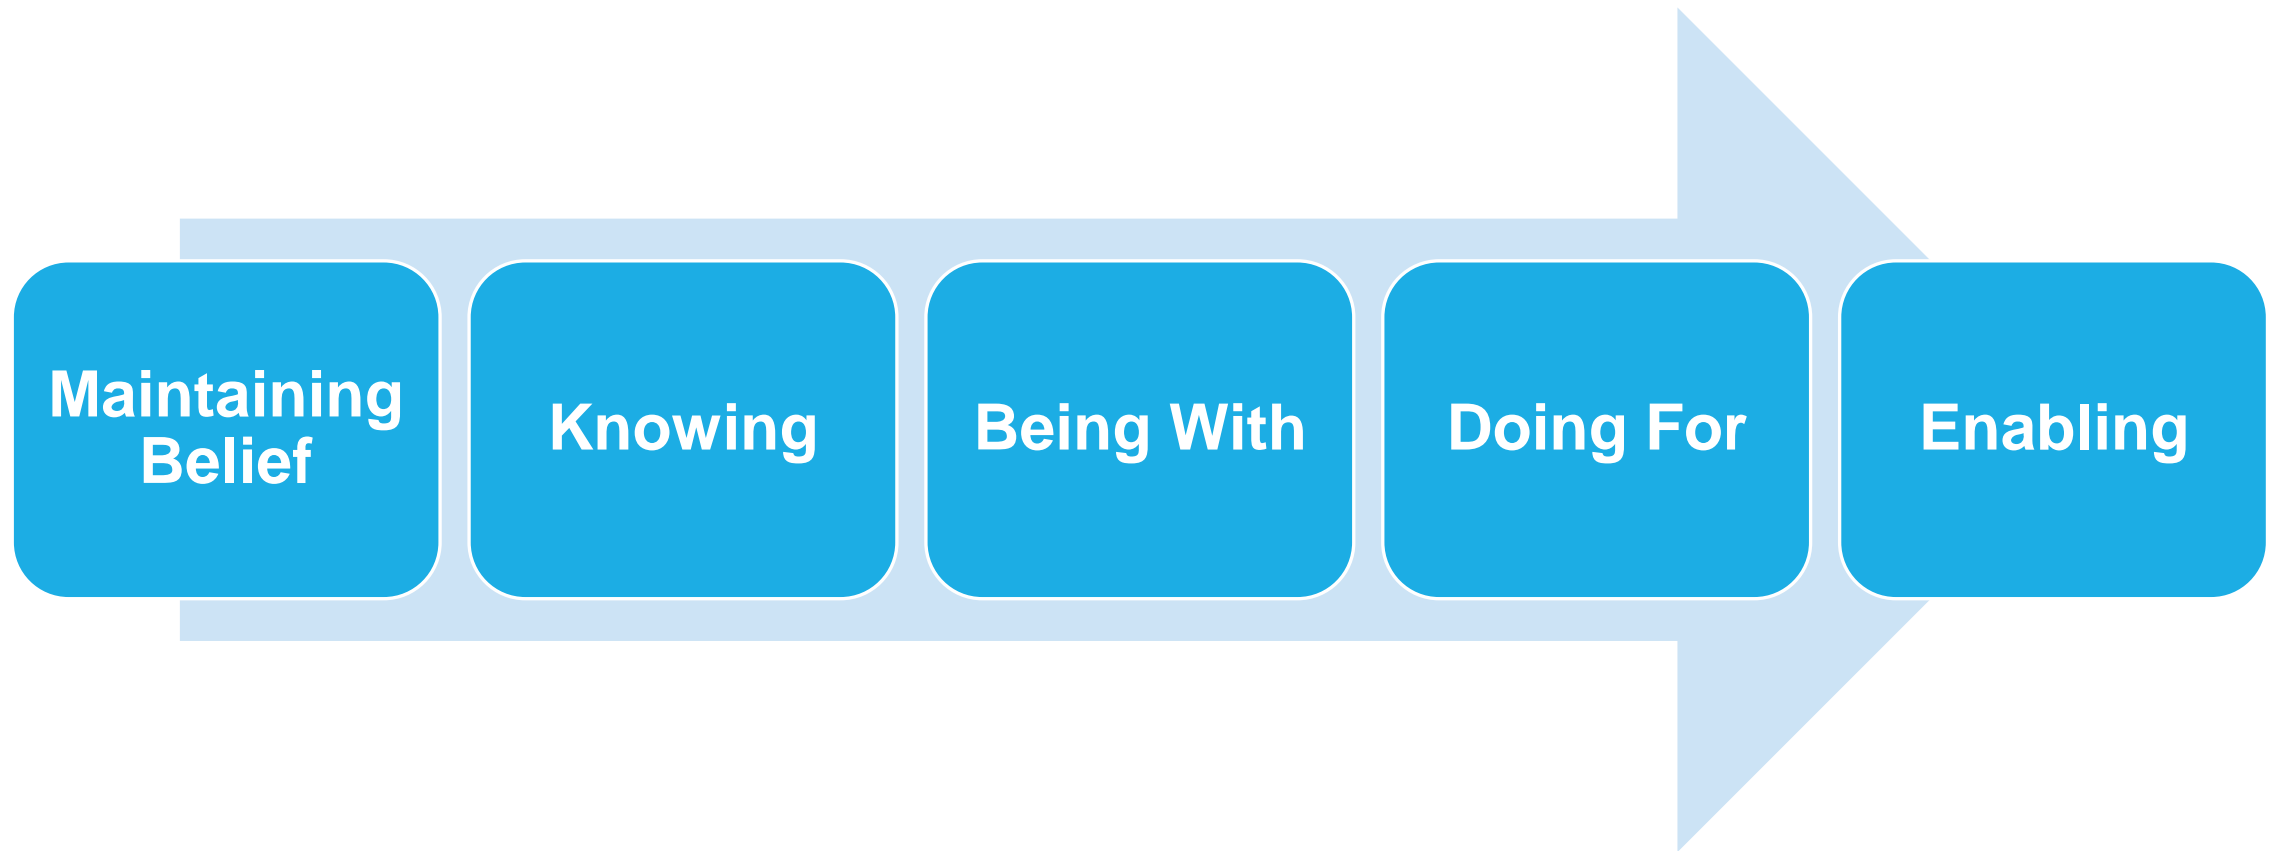 Maintaining
Belief
Knowing
Being With
Doing For
Enabling